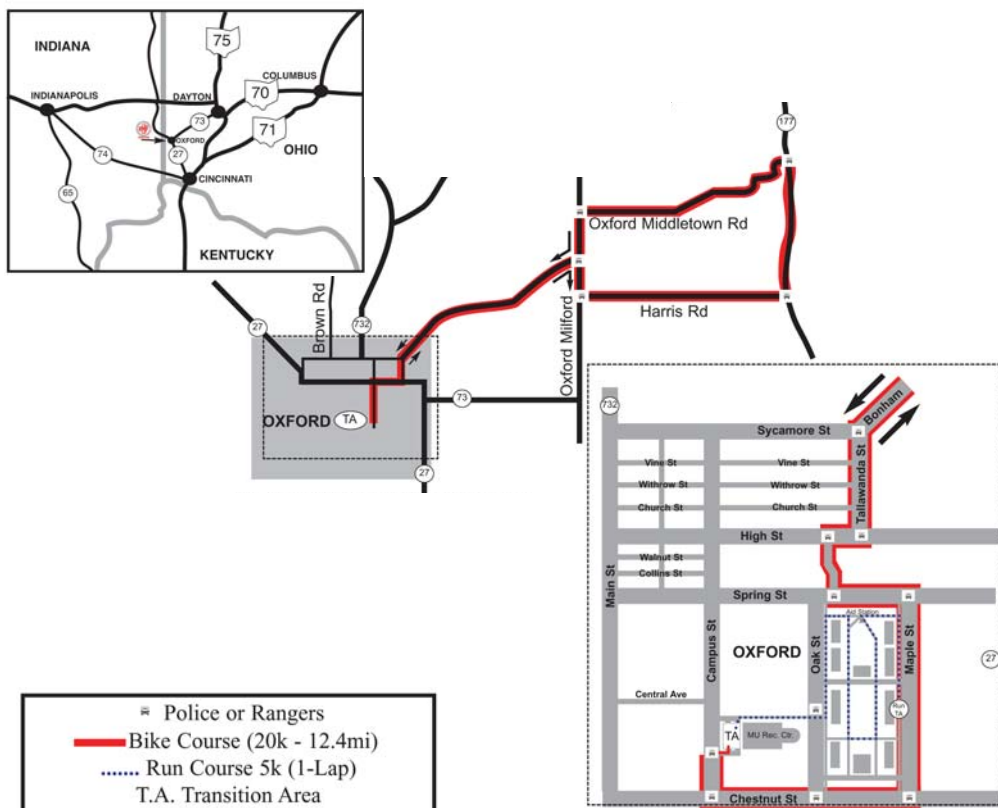 INDIANA
75
COLUMBUS
INDIANAPOLIS
DAYTON
70
73
71
OXFORD
OHIO
74
27
65
CINCINNATI
KENTUCKY
177
Oxford Middletown Rd
Harris Rd
Oxford Milford
27
Brown Rd
732
OXFORD
TA
73
27
732
Bonham
Sycamore St
Tallawanda St
Vine St
Vine St
Withrow St
Withrow St
Church St
Church St
High St
Walnut St
Collins St
Main St
Spring St
Aid Station
Campus St
OXFORD
Oak St
Maple St
27
Central Ave
Run
TA
TA
MU Rec. Ctr.
Chestnut St
Police or Rangers
Bike Course (20k - 12.4mi)
Run Course 5k (1-Lap)
T.A. Transition Area